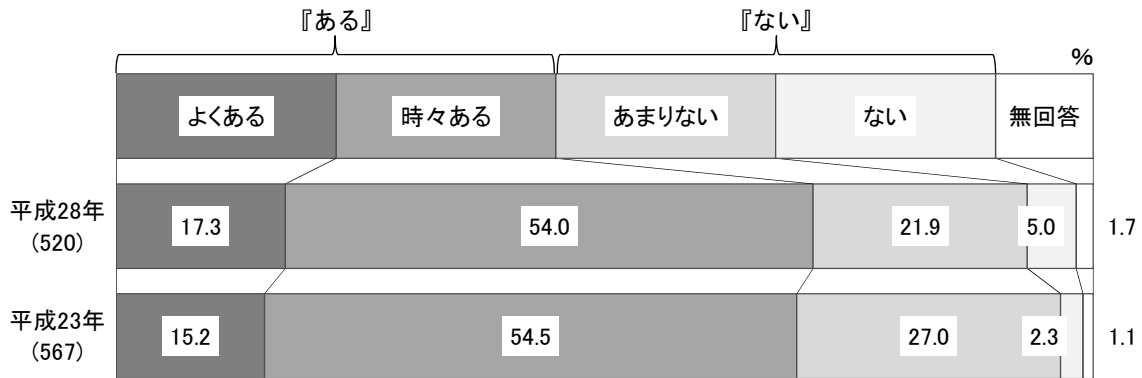 『ある』 『ない』
%
よくある 時々ある あまりない ない 無回答
平成28年
(520)
17.3 54.0 21.9 5.0 1.7
平成23年
(567)
15.2 54.5 27.0 2.3 1.1